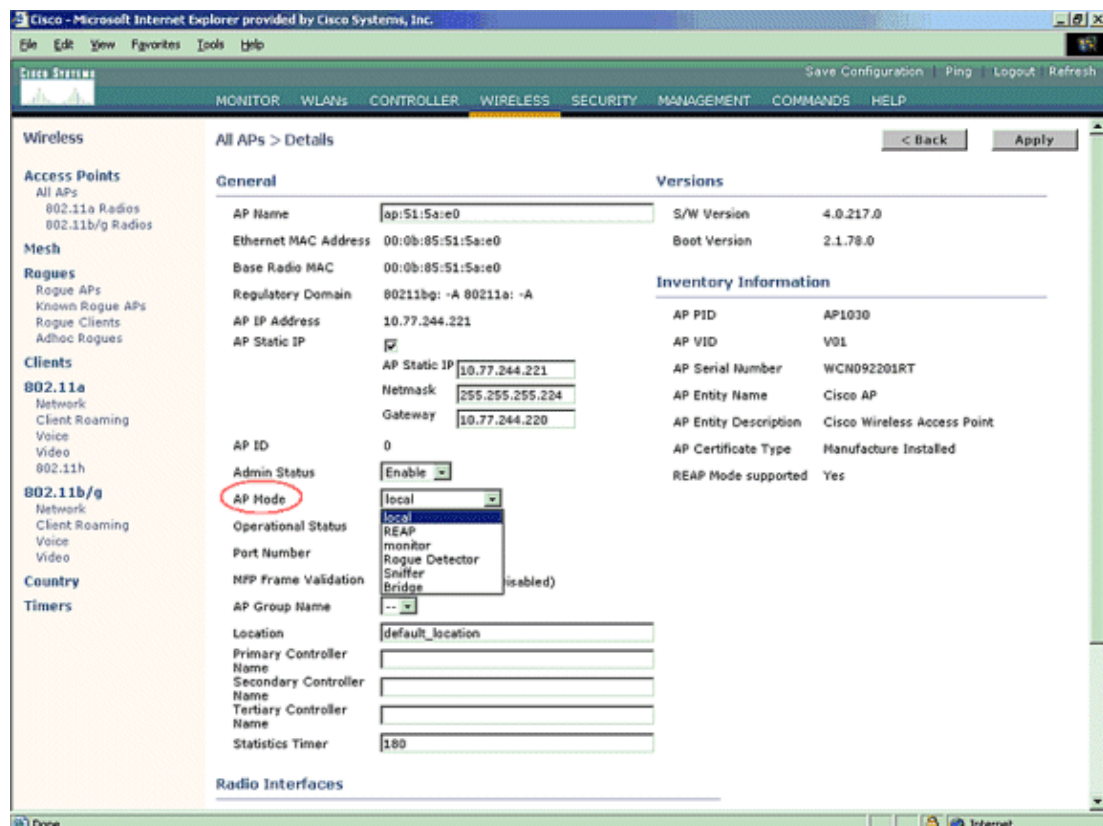 Cisco - Microsoft Internet Explorer provided by Cisco Systems, Inc.
File Edit View Favorites Tools Help
Cisco Systems
Save Configuration | Ping | Logout | Refresh
MONITOR WLANs CONTROLLER WIRELESS SECURITY MANAGEMENT COMMANDS HELP
Wireless
Access Points
All APs
802.11a Radios
802.11b/g Radios
Mesh
Rogues
Rogue APs
Known Rogue APs
Rogue Clients
Adhoc Rogues
Clients
802.11a
Network
Client Roaming
Voice
Video
802.11h
802.11b/g
Network
Client Roaming
Voice
Video
Country
Timers
All APs > Details
< Back Apply
General
AP Name ap:51:5a:e0
Ethernet MAC Address 00:0b:85:51:5a:e0
Base Radio MAC 00:0b:85:51:5a:e0
Regulatory Domain 80211bg: -A 80211a: -A
AP IP Address 10.77.244.221
AP Static IP
AP Static IP 10.77.244.221
Netmask 255.255.255.224
Gateway 10.77.244.220
AP ID 0
Admin Status Enable
AP Mode local
local
REAP
monitor
Rogue Detector
Sniffer
Bridge
Operational Status
Port Number
MFP Frame Validation isabled)
AP Group Name --
Location default_location
Primary Controller
Name
Secondary Controller
Name
Tertiary Controller
Name
Statistics Timer 180
Radio Interfaces
Versions
S/W Version 4.0.217.0
Boot Version 2.1.78.0
Inventory Information
AP PID AP1030
AP VID V01
AP Serial Number WCN092201RT
AP Entity Name Cisco AP
AP Entity Description Cisco Wireless Access Point
AP Certificate Type Manufacture Installed
REAP Mode supported Yes
Done
Internet